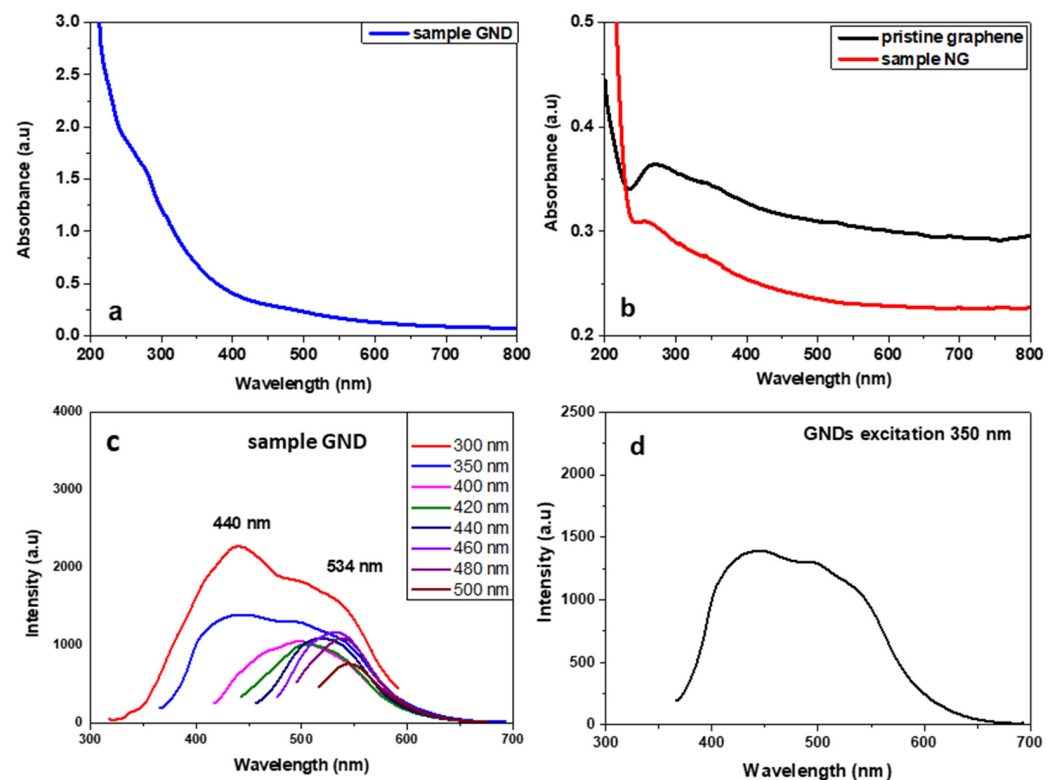 sample GND
3.0
2.5
2.0
1.5
1.0
0.5
0.0
Absorbance (a.u)
a
200 300 400 500 600 700 800
Wavelength (nm)
pristine graphene
sample NG
0.5
0.4
0.3
0.2
Absorbance (a.u)
b
200 300 400 500 600 700 800
Wavelength (nm)
c
sample GND
4000
3000
2000
1000
0
Intensity (a.u)
440 nm
534 nm
300 nm
350 nm
400 nm
420 nm
440 nm
460 nm
480 nm
500 nm
300 400 500 600 700
Wavelength (nm)
d
GNDs excitation 350 nm
2500
2000
1500
1000
500
0
Intensity (a.u)
300 400 500 600 700
Wavelength (nm)